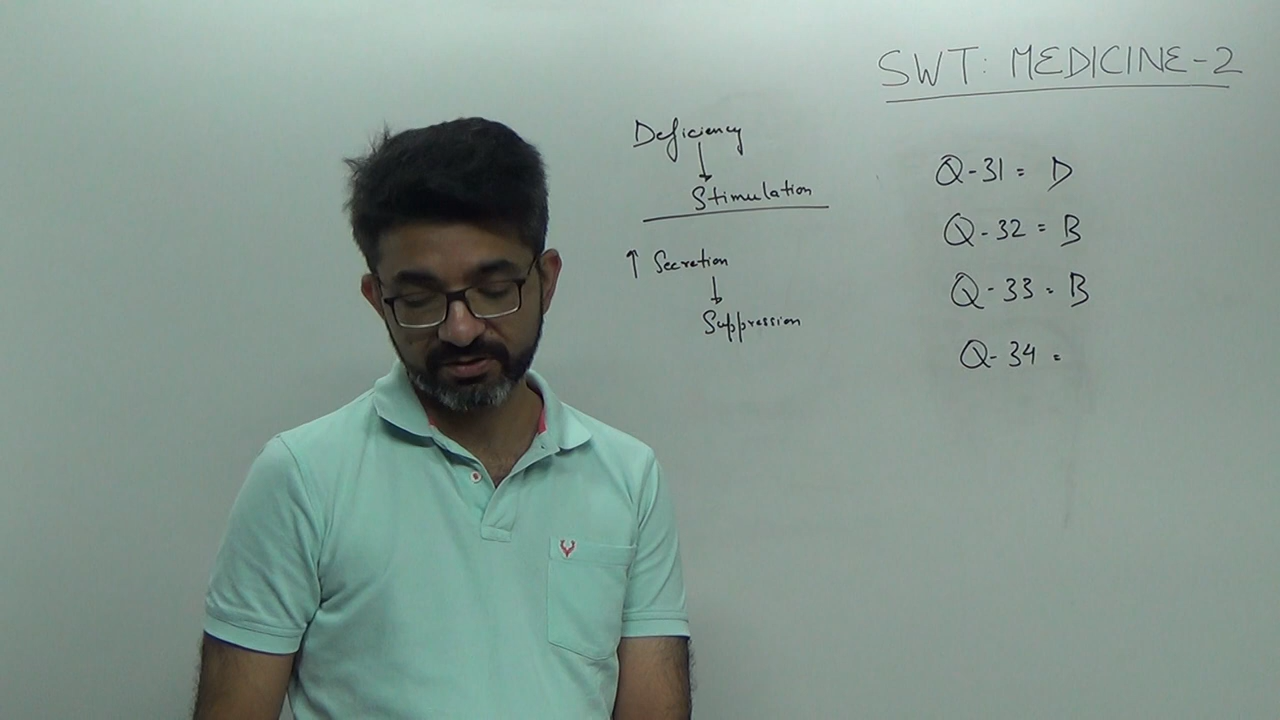 SWT: MEDICINE-2
Deficiency
↓
Stimulation
↑ Secretion
↓
Suppression
Q-31 = D
Q-32 = B
Q-33 = B
Q-34 =